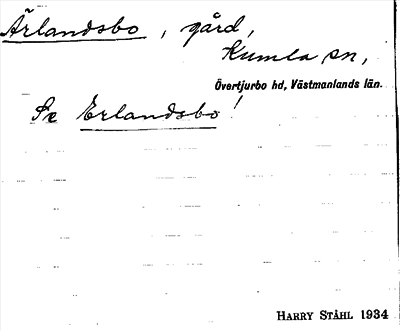 Ärlandsbo, gård,
Kumla sn,
Övertjurbo hd, Västmanlands län.
Se Erlandsbo!
HARRY STÅHL 1934